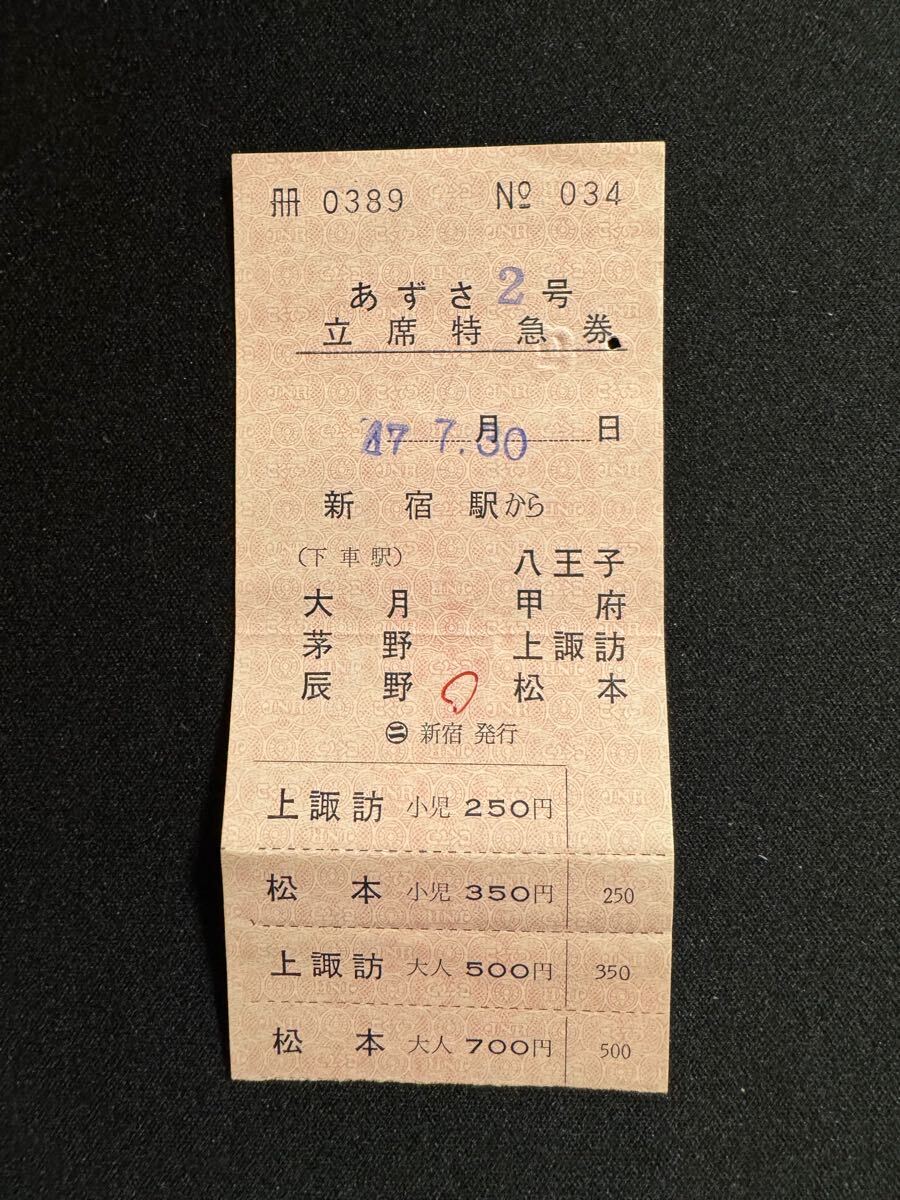 冊 0389 No 034
あずさ 2 号
立席特急券
47 7.30 月 日
新宿駅から
(下車駅) 八王子
大月 甲府
茅野 上諏訪
辰野 松本
㊁ 新宿 発行
上諏訪 小児 250円
松本 小児 350円 250
上諏訪 大人 500円 350
松本 大人 700円 500